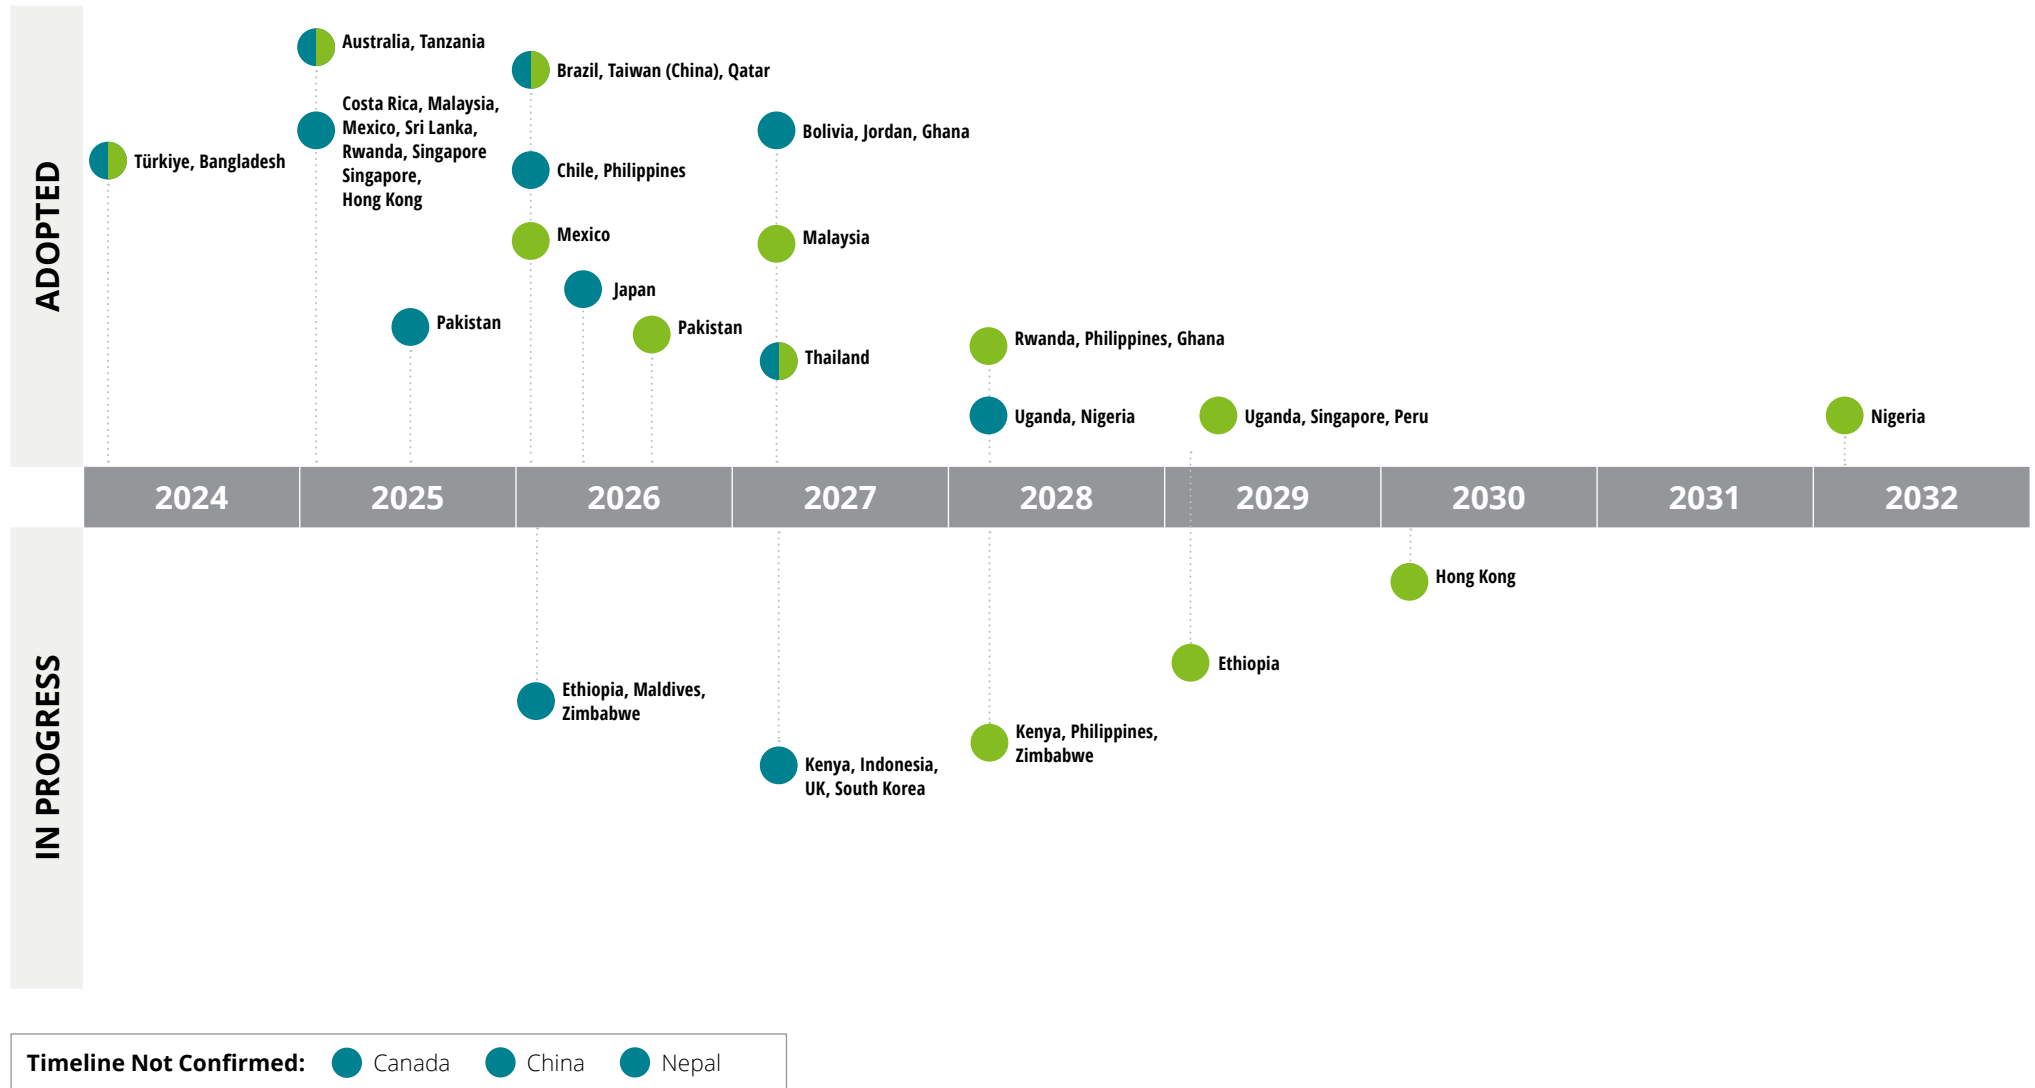 ADOPTED
Australia, Tanzania
Costa Rica, Malaysia,
Mexico, Sri Lanka,
Rwanda, Singapore
Singapore,
Hong Kong
Türkiye, Bangladesh
Pakistan
Brazil, Taiwan (China), Qatar
Chile, Philippines
Mexico
Japan
Pakistan
Bolivia, Jordan, Ghana
Malaysia
Thailand
Rwanda, Philippines, Ghana
Uganda, Nigeria
Uganda, Singapore, Peru
Nigeria
2024 2025 2026 2027 2028 2029 2030 2031 2032
IN PROGRESS
Ethiopia, Maldives,
Zimbabwe
Kenya, Indonesia,
UK, South Korea
Kenya, Philippines,
Zimbabwe
Ethiopia
Hong Kong
Timeline Not Confirmed: Canada China Nepal